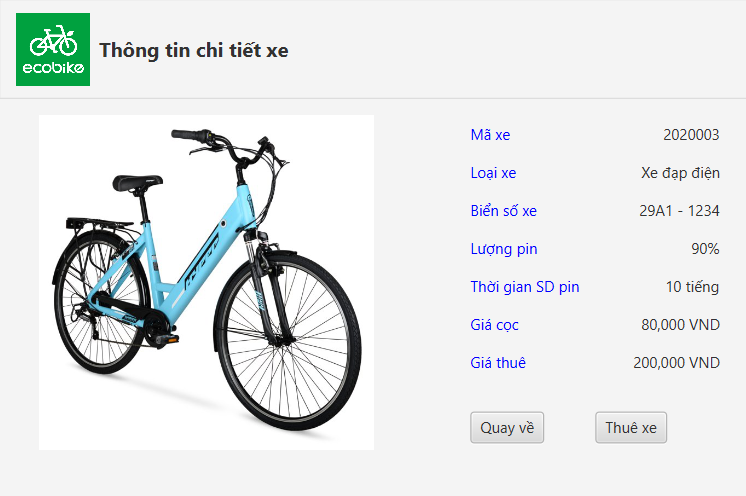 ecobike
Thông tin chi tiết xe
Mã xe 2020003
Loại xe Xe đạp điện
Biển số xe 29A1 - 1234
Lượng pin 90%
Thời gian SD pin 10 tiếng
Giá cọc 80,000 VND
Giá thuê 200,000 VND
Quay về Thuê xe